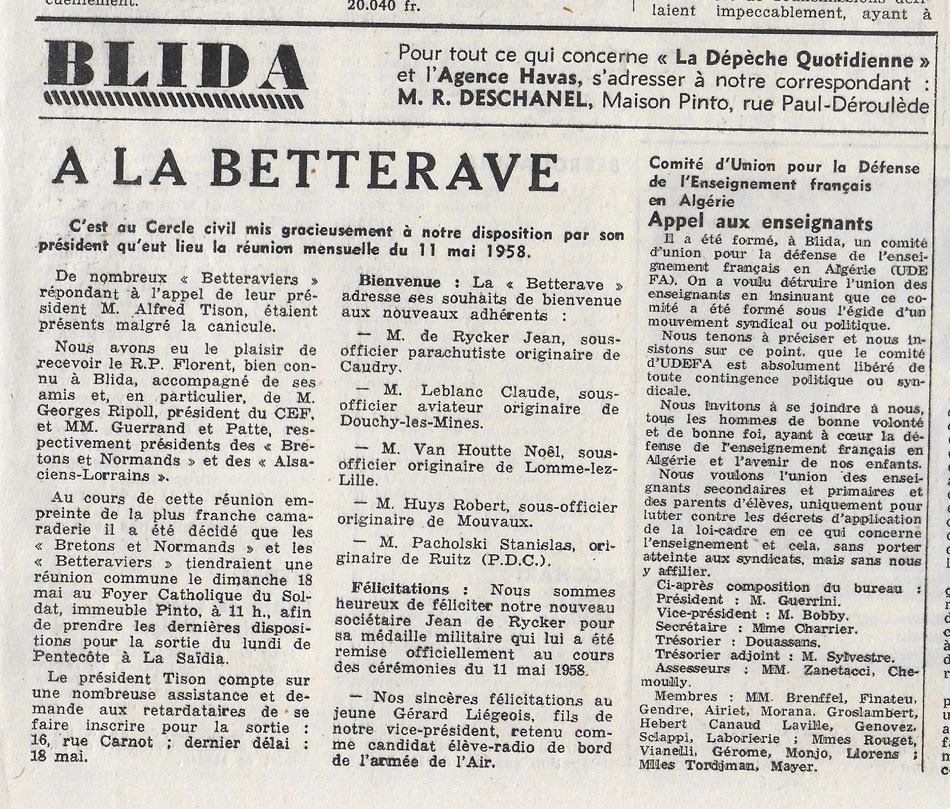 20.040 fr.
laient impeccablement, ayant à
BLIDA
Pour tout ce qui concerne « La Dépêche Quotidienne »
et l'Agence Havas, s'adresser à notre correspondant :
M. R. DESCHANEL, Maison Pinto, rue Paul-Déroulède
A LA BETTERAVE
C'est au Cercle civil mis gracieusement à notre disposition par son
président qu'eut lieu la réunion mensuelle du 11 mai 1958.
De nombreux « Betteraviers »
répondant à l'appel de leur pré-
sident M. Alfred Tison, étaient
présents malgré la canicule.
Nous avons eu le plaisir de
recevoir le R.P. Florent, bien con-
nu à Blida, accompagné de ses
amis et, en particulier, de M.
Georges Ripoll, président du CEF,
et MM. Guerrand et Patte, res-
pectivement présidents des « Bre-
tons et Normands » et des « Alsa-
ciens-Lorrains ».
Au cours de cette réunion em-
preinte de la plus franche cama-
raderie il a été décidé que les
« Bretons et Normands » et les
« Betteraviers » tiendraient une
réunion commune le dimanche 18
mai au Foyer Catholique du Sol-
dat, immeuble Pinto, à 11 h., afin
de prendre les dernières disposi-
tions pour la sortie du lundi de
Pentecôte à La Saïdia.
Le président Tison compte sur
une nombreuse assistance et de-
mande aux retardataires de se
faire inscrire pour la sortie :
16, rue Carnot ; dernier délai :
18 mai.
Bienvenue : La « Betterave »
adresse ses souhaits de bienvenue
aux nouveaux adhérents :
— M. de Rycker Jean, sous-
officier parachutiste originaire de
Caudry.
— M. Leblanc Claude, sous-
officier aviateur originaire de
Douchy-les-Mines.
— M. Van Houtte Noêl, sous-
officier originaire de Lomme-lez-
Lille.
— M. Huys Robert, sous-officier
originaire de Mouvaux.
— M. Pacholski Stanislas, ori-
ginaire de Ruitz (P.D.C.).
Félicitations : Nous sommes
heureux de féliciter notre nouveau
sociétaire Jean de Rycker pour
sa médaille militaire qui lui a été
remise officiellement au cours
des cérémonies du 11 mai 1958.
— Nos sincères félicitations au
jeune Gérard Liégeois, fils de
notre vice-président, retenu com-
me candidat élève-radio de bord
de l'armée de l'Air.
Comité d'Union pour la Défense
de l'Enseignement français
en Algérie
Appel aux enseignants
Il a été formé, à Blida, un comité
d'union pour la défense de l'ensei-
gnement français en Algérie (UDE
FA). On a voulu détruire l'union des
enseignants en insinuant que ce co-
mité a été formé sous l'égide d'un
mouvement syndical ou politique.
Nous tenons à préciser et nous in-
sistons sur ce point, que le comité
d'UDEFA est absolument libéré de
toute contingence politique ou syn-
dicale.
Nous invitons à se joindre à nous,
tous les hommes de bonne volonté
et de bonne foi, ayant à cœur la dé-
fense de l'enseignement français en
Algérie et l'avenir de nos enfants.
Nous voulons l'union des ensei-
gnants secondaires et primaires et
des parents d'élèves, uniquement pour
lutter contre les décrets d'application
de la loi-cadre en ce qui concerne
l'enseignement et cela, sans porter
atteinte aux syndicats, mais sans nous
y affilier.
Ci-après composition du bureau :
Président : M. Guerrini.
Vice-président : M. Bobby.
Secrétaire : Mme Charrier.
Trésorier : Douassans.
Trésorier adjoint : M. Sylvestre.
Assesseurs : MM. Zanetacci, Che-
moully.
Membres : MM. Brenffel, Finateu,
Gendre, Airiet, Morana, Groslambert,
Hebert Canaud Laville, Genovez,
Sclappi, Laborierie ; Mmes Rouget,
Vianelli, Gérome, Monjo, Llorens ;
Mlles Tordjman, Mayer.